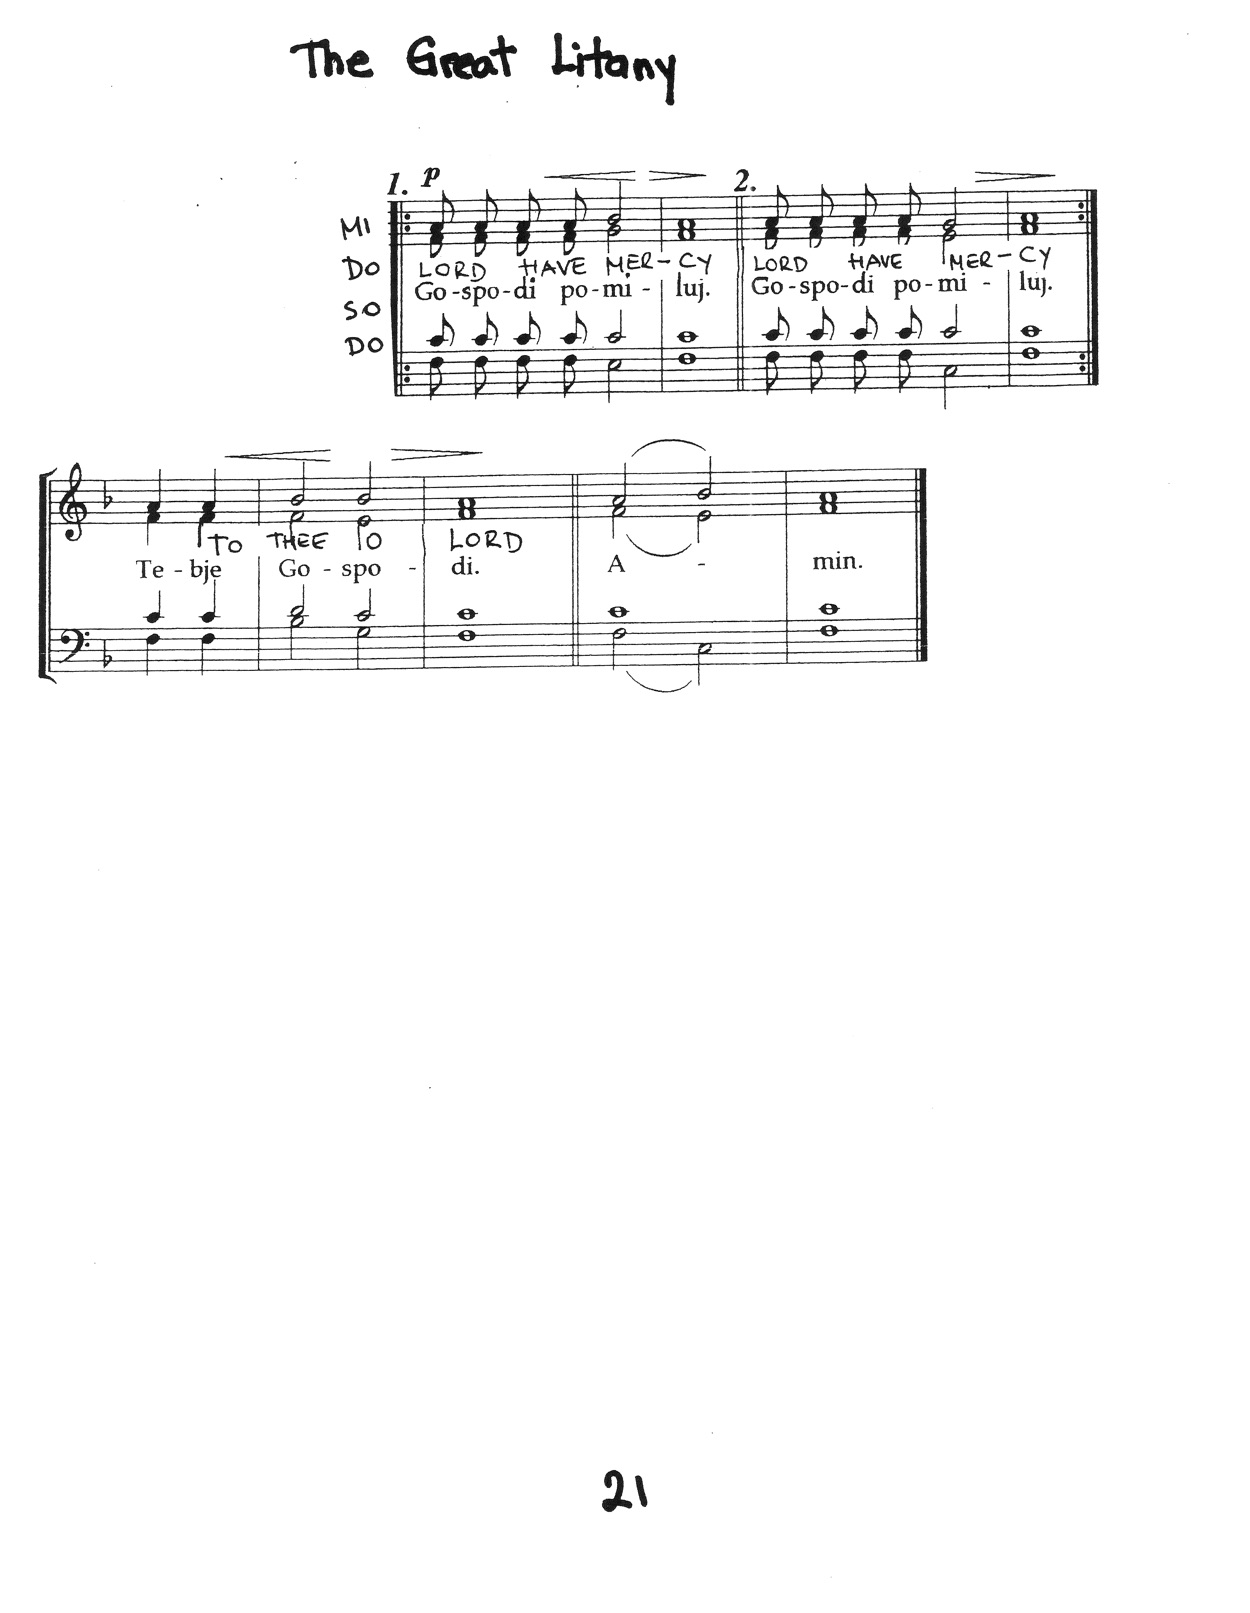 The Great Litany
1. p 2.
MI
DO LORD HAVE MER-CY LORD HAVE MER-CY
Go-spo-di po-mi-luj. Go-spo-di po-mi-luj.
SO
DO
TO THEE O LORD
Te-bje Go-spo-di. A-min.
21